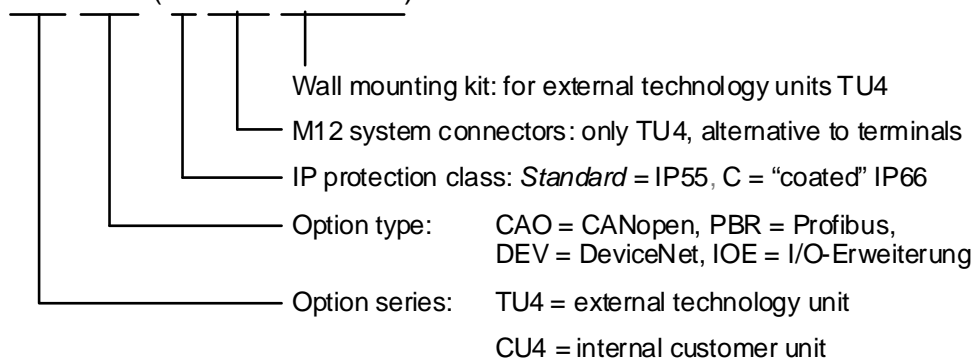 Wall mounting kit: for external technology units TU4
M12 system connectors: only TU4, alternative to terminals
IP protection class: Standard = IP55, C = “coated” IP66
Option type: CAO = CANopen, PBR = Profibus,
DEV = DeviceNet, IOE = I/O-Erweiterung
Option series: TU4 = external technology unit
CU4 = internal customer unit